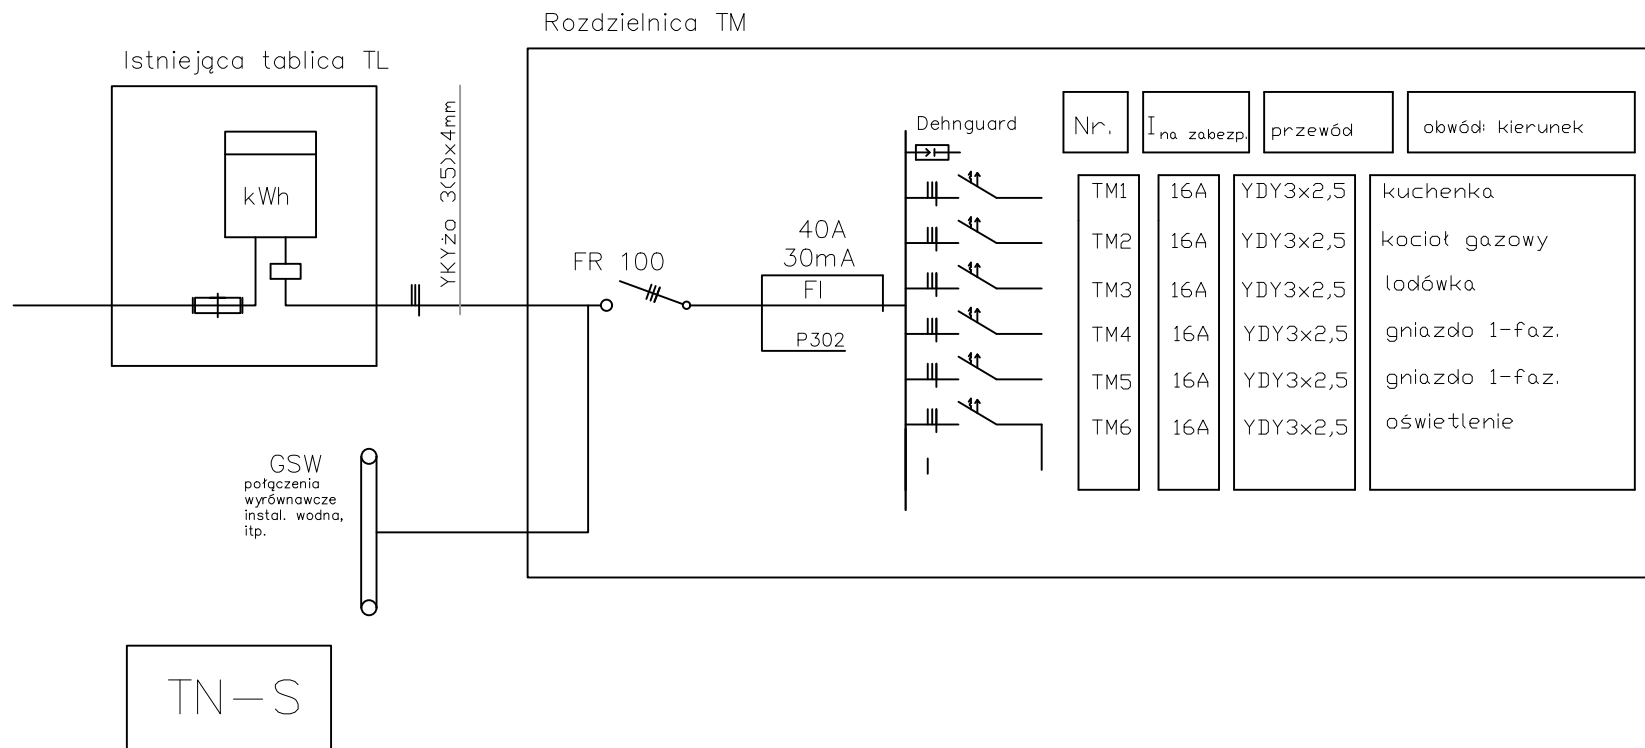 Rozdzielnica TM
Istniejąca tablica TL
kWh
YKYżo 3(5)x4mm
FR 100
40A
30mA
FI
P302
Dehnguard
Nr. I na zabezp. przewód obwód: kierunek
TM1 16A YDY3x2,5 kuchenka
TM2 16A YDY3x2,5 kocioł gazowy
TM3 16A YDY3x2,5 lodówka
TM4 16A YDY3x2,5 gniazdo 1-faz.
TM5 16A YDY3x2,5 gniazdo 1-faz.
TM6 16A YDY3x2,5 oświetlenie
GSW
połączenia
wyrównawcze
instal. wodna,
itp.
TN-S